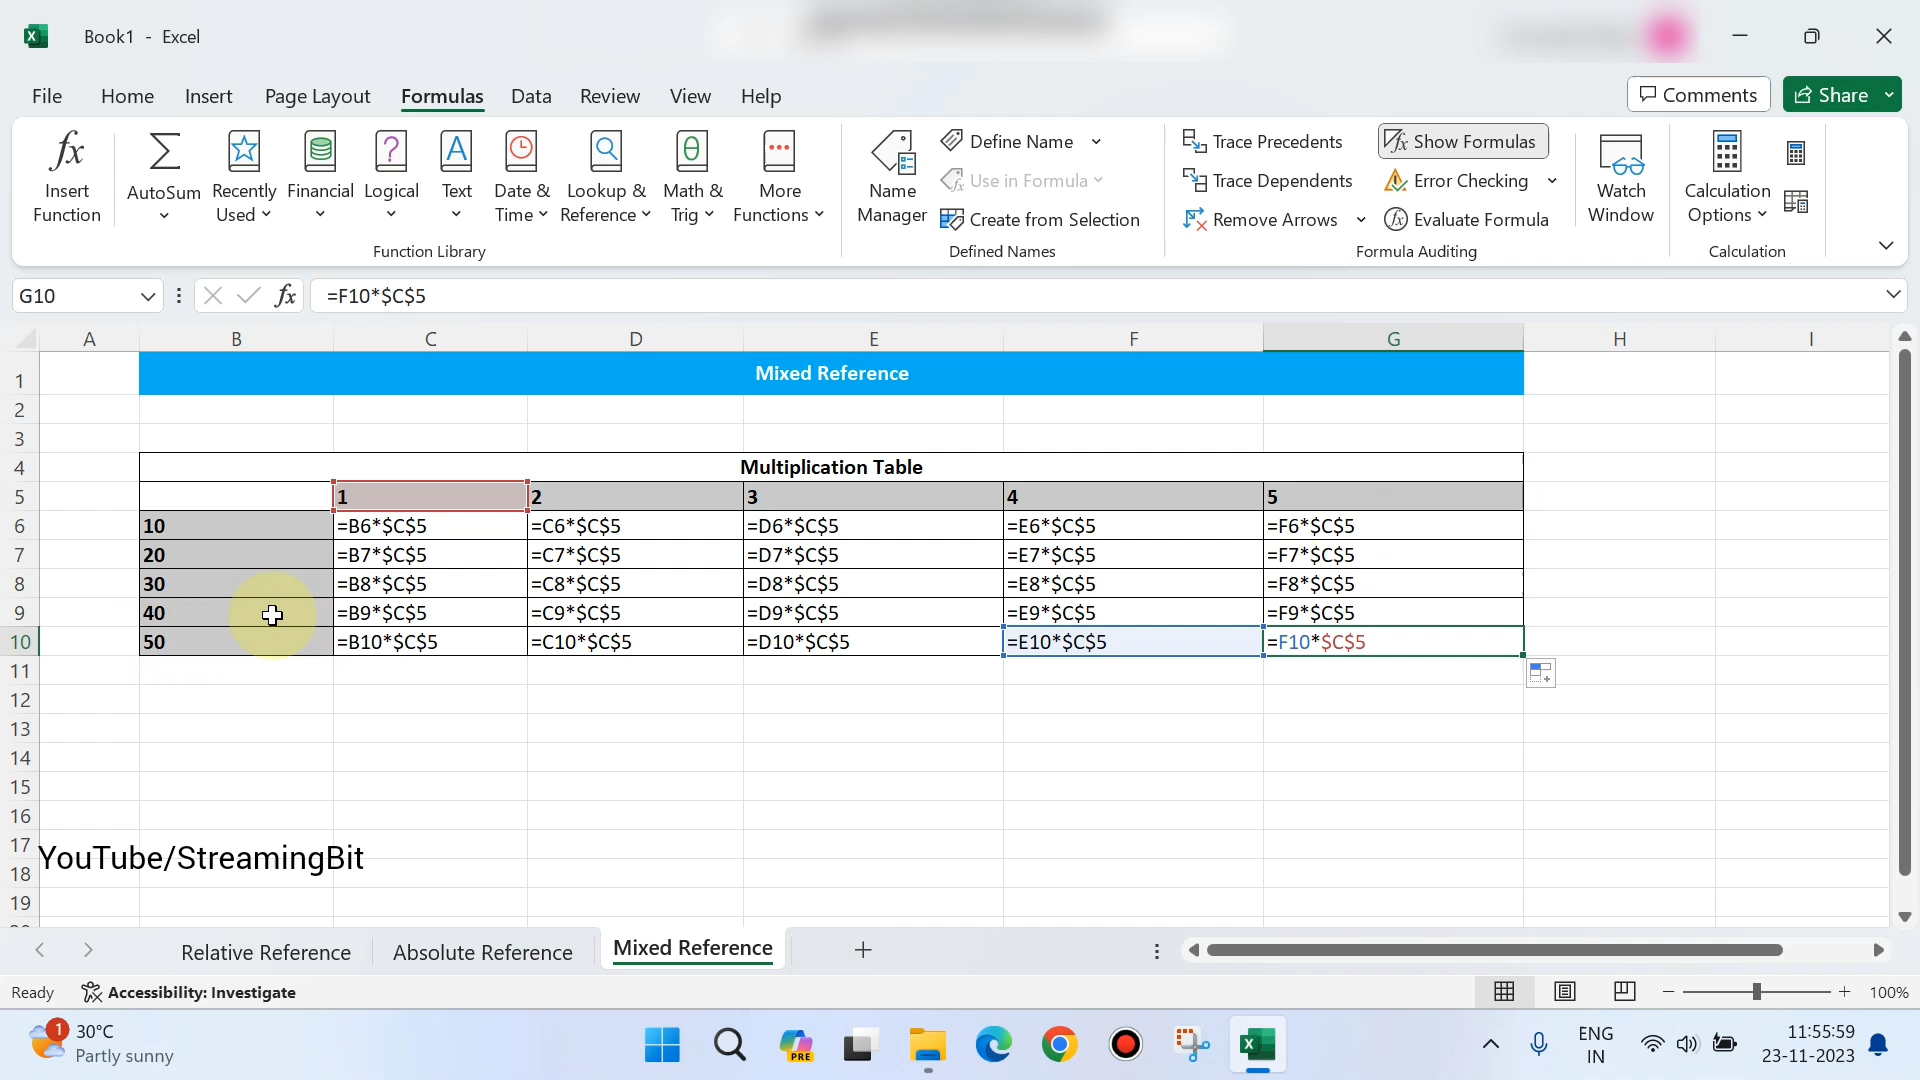 Book1 - Excel
File Home Insert Page Layout Formulas Data Review View Help
Comments Share
Insert Function
AutoSum
Recently Used
Financial
Logical
Text
Date & Time
Lookup & Reference
Math & Trig
More Functions
Function Library
Name Manager
Define Name
Use in Formula
Create from Selection
Defined Names
Trace Precedents
Trace Dependents
Remove Arrows
Show Formulas
Error Checking
Evaluate Formula
Formula Auditing
Watch Window
Calculation Options
Calculation
G10 fx =F10*$C$5
A B C D E F G H I
1 Mixed Reference
2
3
4 Multiplication Table
5 1 2 3 4 5
6 10 =B6*$C$5 =C6*$C$5 =D6*$C$5 =E6*$C$5 =F6*$C$5
7 20 =B7*$C$5 =C7*$C$5 =D7*$C$5 =E7*$C$5 =F7*$C$5
8 30 =B8*$C$5 =C8*$C$5 =D8*$C$5 =E8*$C$5 =F8*$C$5
9 40 =B9*$C$5 =C9*$C$5 =D9*$C$5 =E9*$C$5 =F9*$C$5
10 50 =B10*$C$5 =C10*$C$5 =D10*$C$5 =E10*$C$5 =F10*$C$5
11
12
13
14
15
16
17
YouTube/StreamingBit
18
19
Relative Reference Absolute Reference Mixed Reference
Ready Accessibility: Investigate 100%
1 30°C
Partly sunny
PRE
ENG
IN
11:55:59
23-11-2023